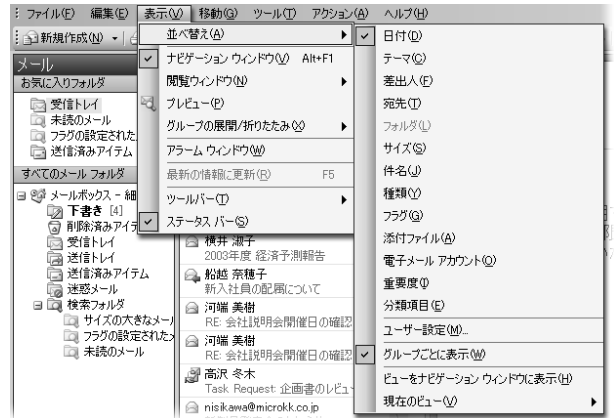 ファイル(F) 編集(E) 表示(V) 移動(G) ツール(T) アクション(A) ヘルプ(H)
新規作成(N)
メール
お気に入りフォルダ
受信トレイ
未読のメール
フラグの設定された
送信済みアイテム
すべてのメール フォルダ
メールボックス - 細
下書き [4]
削除済みアイテ
受信トレイ
送信トレイ
送信済みアイテム
迷惑メール
検索フォルダ
サイズの大きなメー
フラグの設定された
未読のメール
並べ替え(A)
ナビゲーション ウィンドウ(V) Alt+F1
閲覧ウィンドウ(N)
プレビュー(P)
グループの展開/折りたたみ(X)
アラーム ウィンドウ(W)
最新の情報に更新(R) F5
ツールバー(T)
ステータス バー(S)
横井 淑子
2003年度 経済予測報告
船越 奈穂子
新入社員の配属について
河端 美樹
RE: 会社説明会開催日の確認
河端 美樹
RE: 会社説明会開催日の確認
高沢 冬木
Task Request: 企画書のレビュー
nisikawa@microkk.co.jp
日付(D)
テーマ(C)
差出人(F)
宛先(T)
フォルダ(L)
サイズ(S)
件名(J)
種類(Y)
フラグ(G)
添付ファイル(A)
電子メール アカウント(O)
重要度(I)
分類項目(E)
ユーザー設定(M)...
グループごとに表示(W)
ビューをナビゲーション ウィンドウに表示(H)
現在のビュー(V)